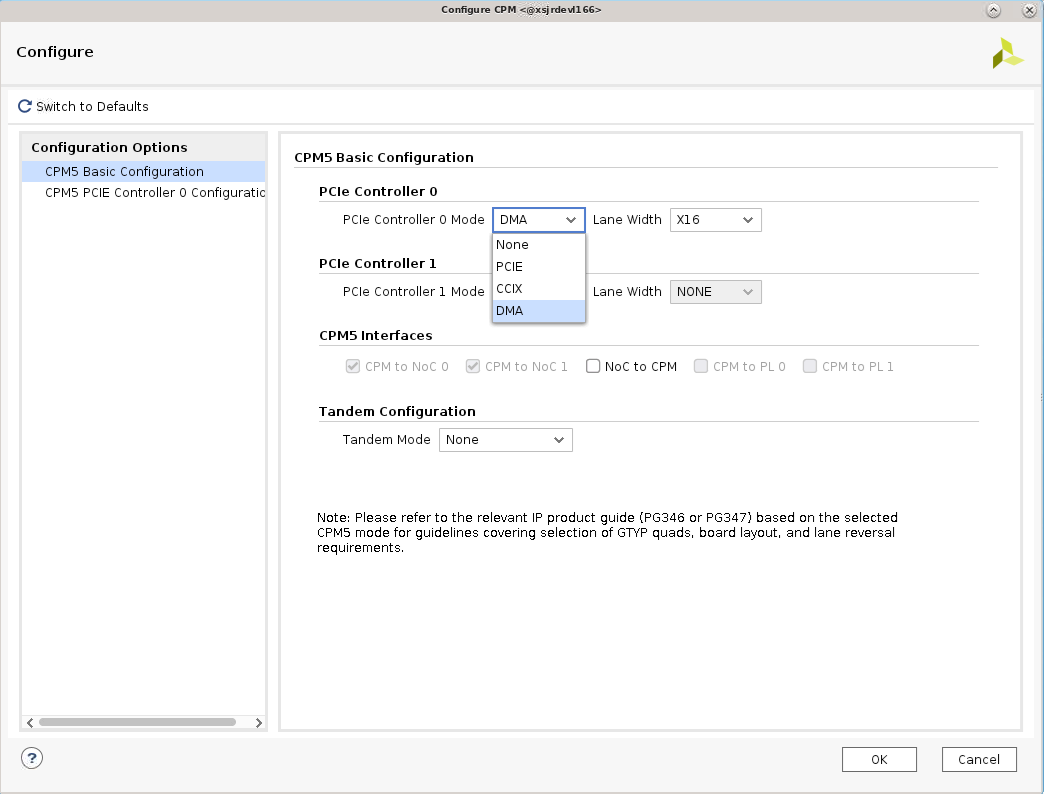 Configure CPM <@xsjrdevl166>
Configure
Switch to Defaults
Configuration Options
CPM5 Basic Configuration
CPM5 PCIE Controller 0 Configuratio
CPM5 Basic Configuration
PCIe Controller 0
PCIe Controller 0 Mode DMA Lane Width X16
None
PCIE
CCIX
DMA
PCIe Controller 1
PCIe Controller 1 Mode Lane Width NONE
CPM5 Interfaces
CPM to NoC 0 CPM to NoC 1 NoC to CPM CPM to PL 0 CPM to PL 1
Tandem Configuration
Tandem Mode None
Note: Please refer to the relevant IP product guide (PG346 or PG347) based on the selected
CPM5 mode for guidelines covering selection of GTYP quads, board layout, and lane reversal
requirements.
?
OK Cancel